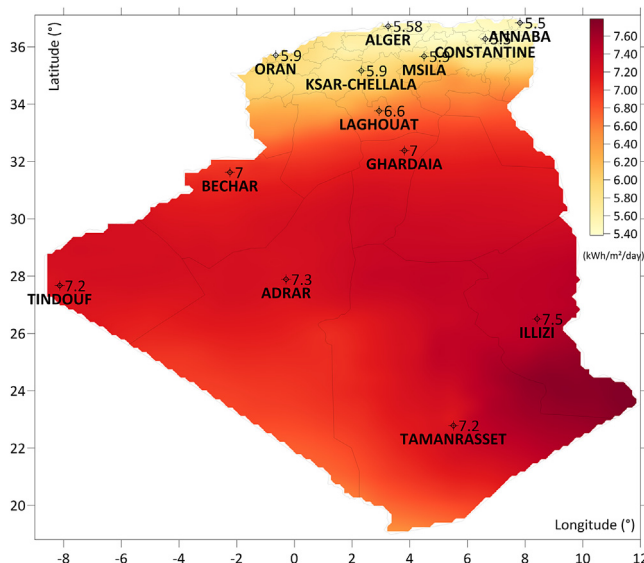 Latitude (°)
Longitude (°)
36
34
32
30
28
26
24
22
20
-8
-6
-4
-2
0
2
4
6
8
10
12
5.58
ALGER
5.5
ANNABA
CONSTANTINE
5.9
ORAN
5.9
MSILA
5.9
KSAR-CHELLALA
6.6
LAGHOUAT
7
GHARDAIA
7
BECHAR
7.2
TINDOUF
7.3
ADRAR
7.5
ILLIZI
7.2
TAMANRASSET
7.60
7.40
7.20
7.00
6.80
6.60
6.40
6.20
6.00
5.80
5.60
5.40
(kWh/m²/day)